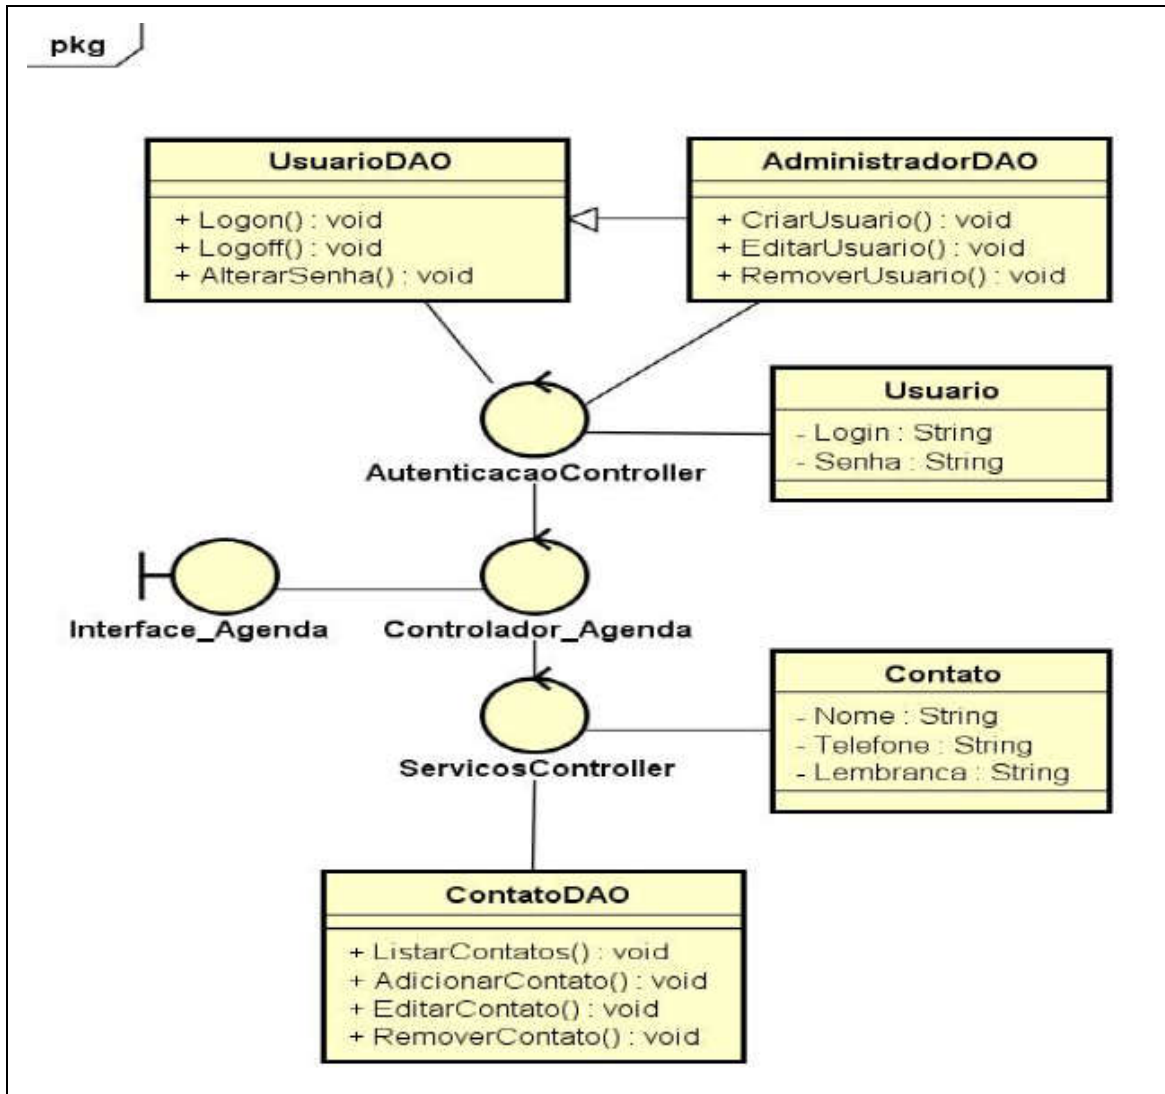 pkg
UsuarioDAO
+ Logon() : void
+ Logoff() : void
+ AlterarSenha() : void
AdministradorDAO
+ CriarUsuario() : void
+ EditarUsuario() : void
+ RemoverUsuario() : void
Usuario
- Login : String
- Senha : String
AutenticacaoController
Interface_Agenda
Controlador_Agenda
Contato
- Nome : String
- Telefone : String
- Lembranca : String
ServicosController
ContatoDAO
+ ListarContatos() : void
+ AdicionarContato() : void
+ EditarContato() : void
+ RemoverContato() : void